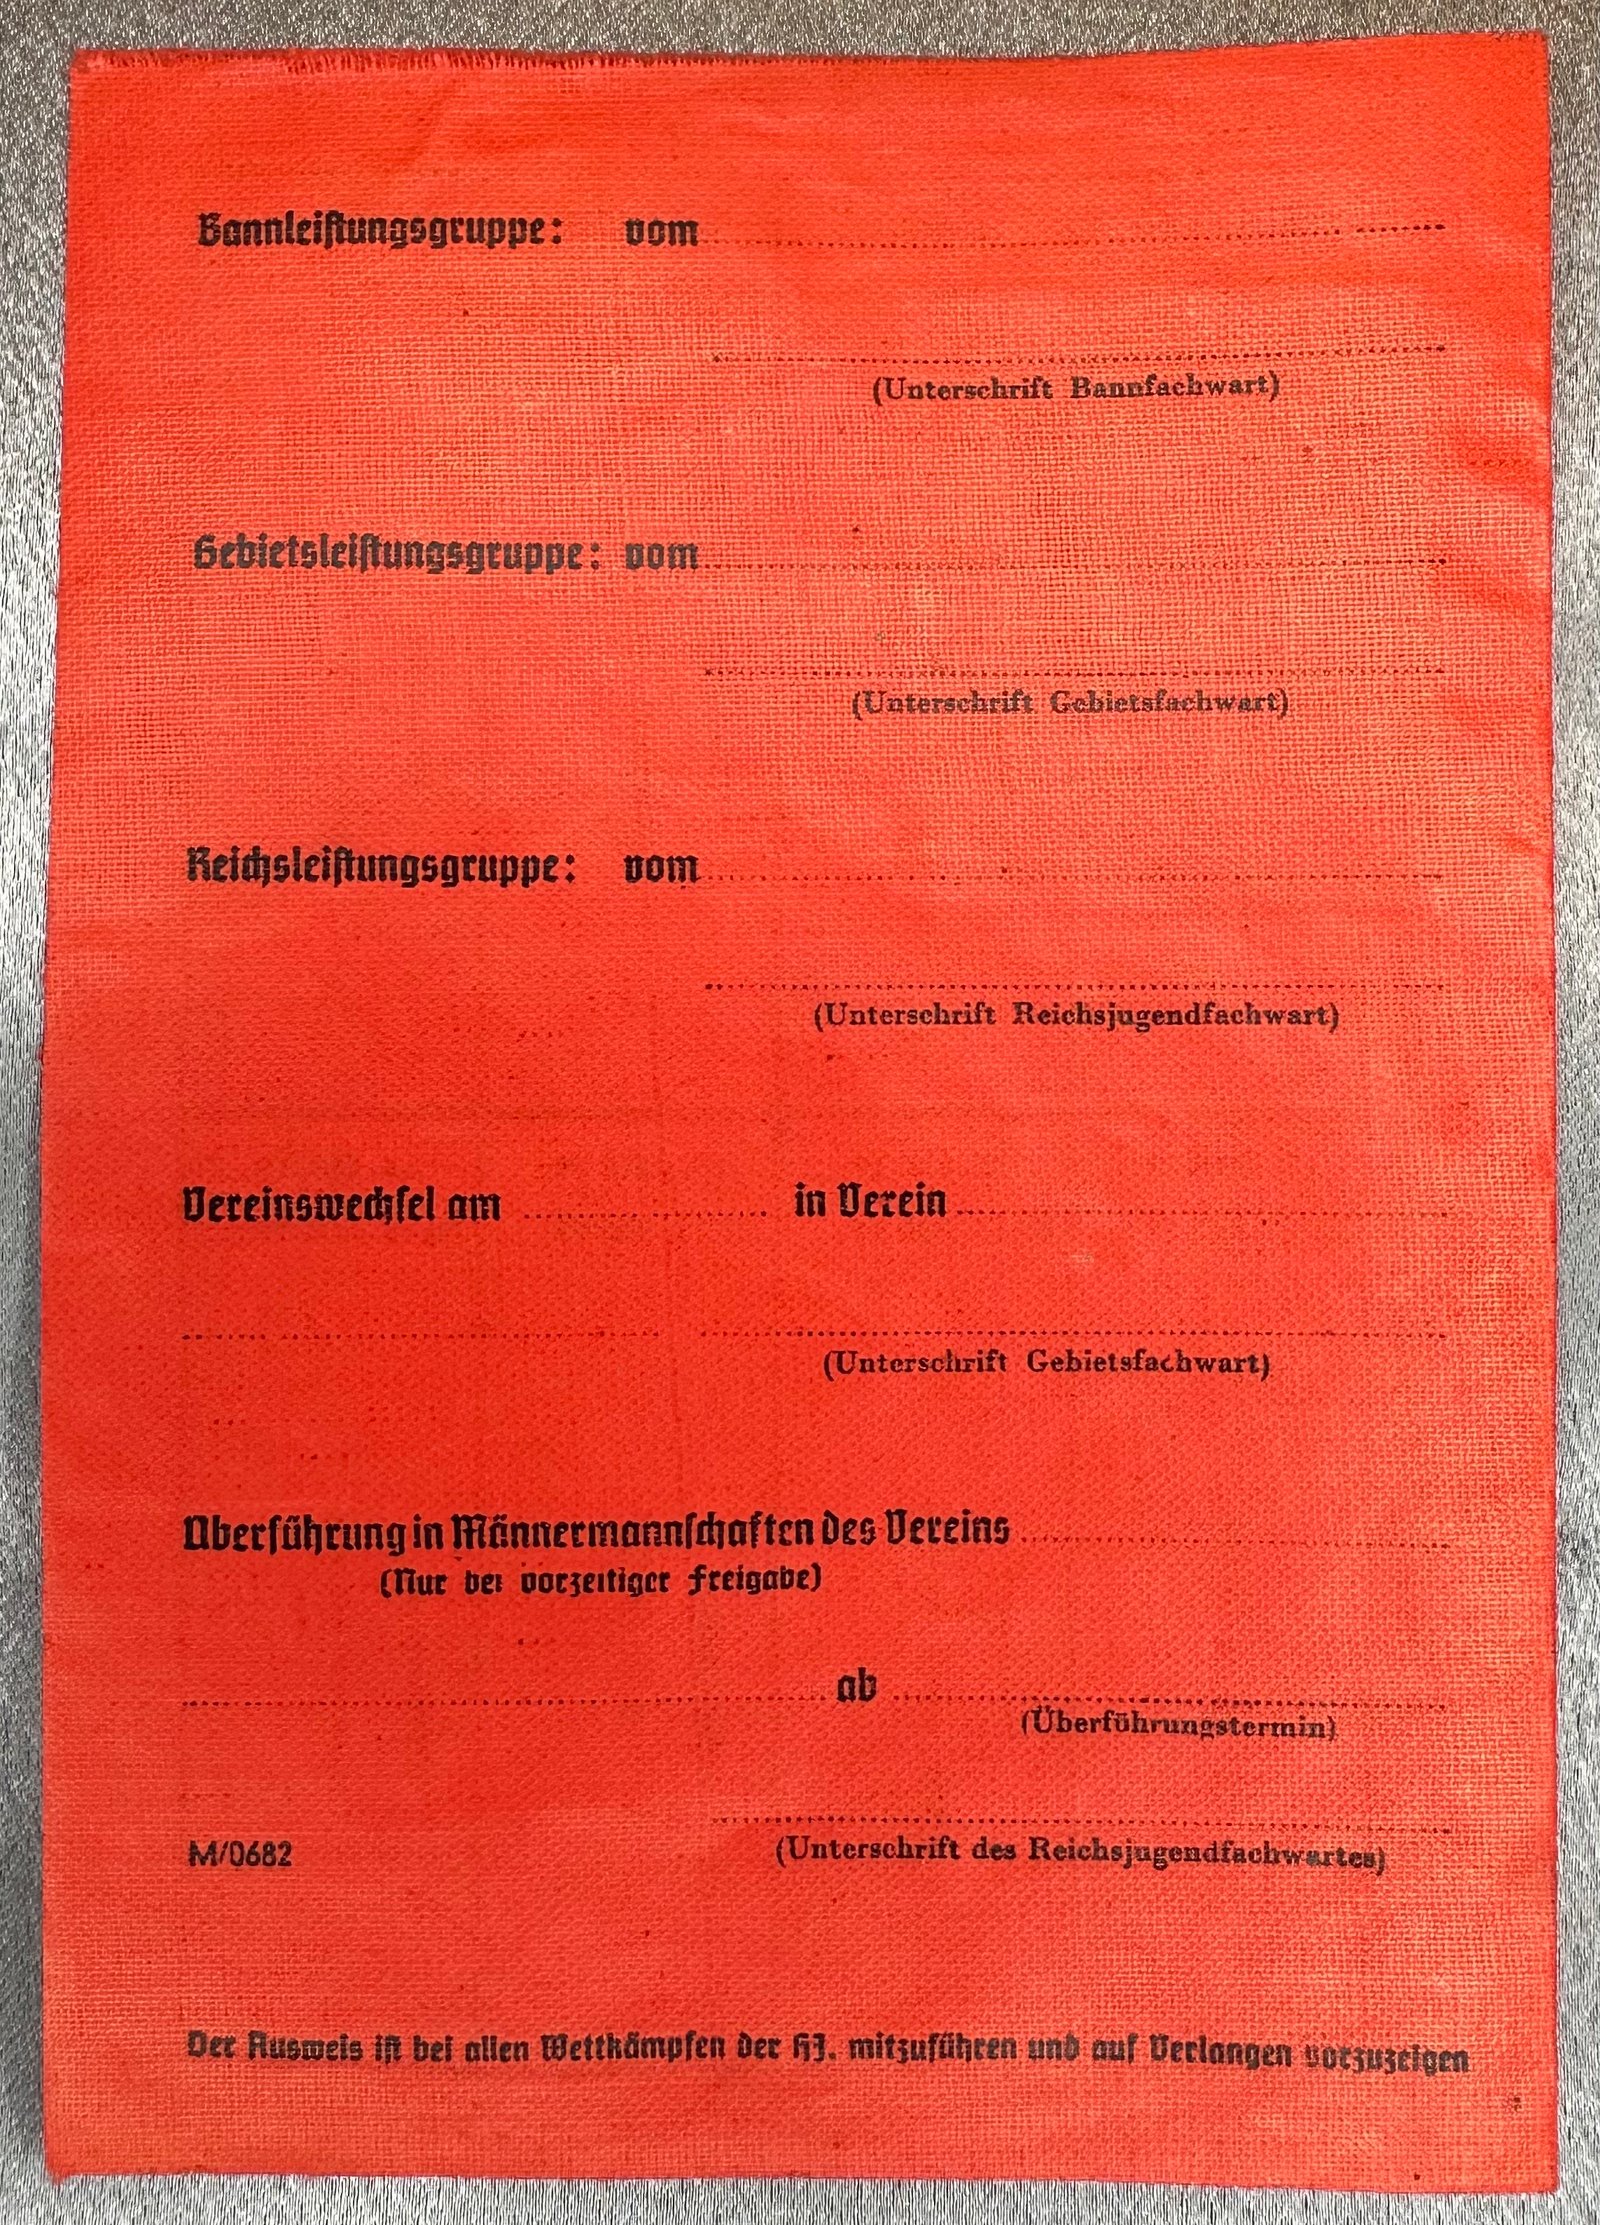 Bannleistungsgruppe: vom
(Unterschrift Bannfachwart)
Gebietsleistungsgruppe: vom
(Unterschrift Gebietsfachwart)
Reichsleistungsgruppe: vom
(Unterschrift Reichsjugendfachwart)
Vereinswechsel am in Verein
(Unterschrift Gebietsfachwart)
Überführung in Männermannschaften des Vereins
(Nur bei vorzeitiger Freigabe)
ab
(Überführungstermin)
M/0682 (Unterschrift des Reichsjugendfachwartes)
Der Ausweis ist bei allen Wettkämpfen der HJ. mitzuführen und auf Verlangen vorzuzeigen